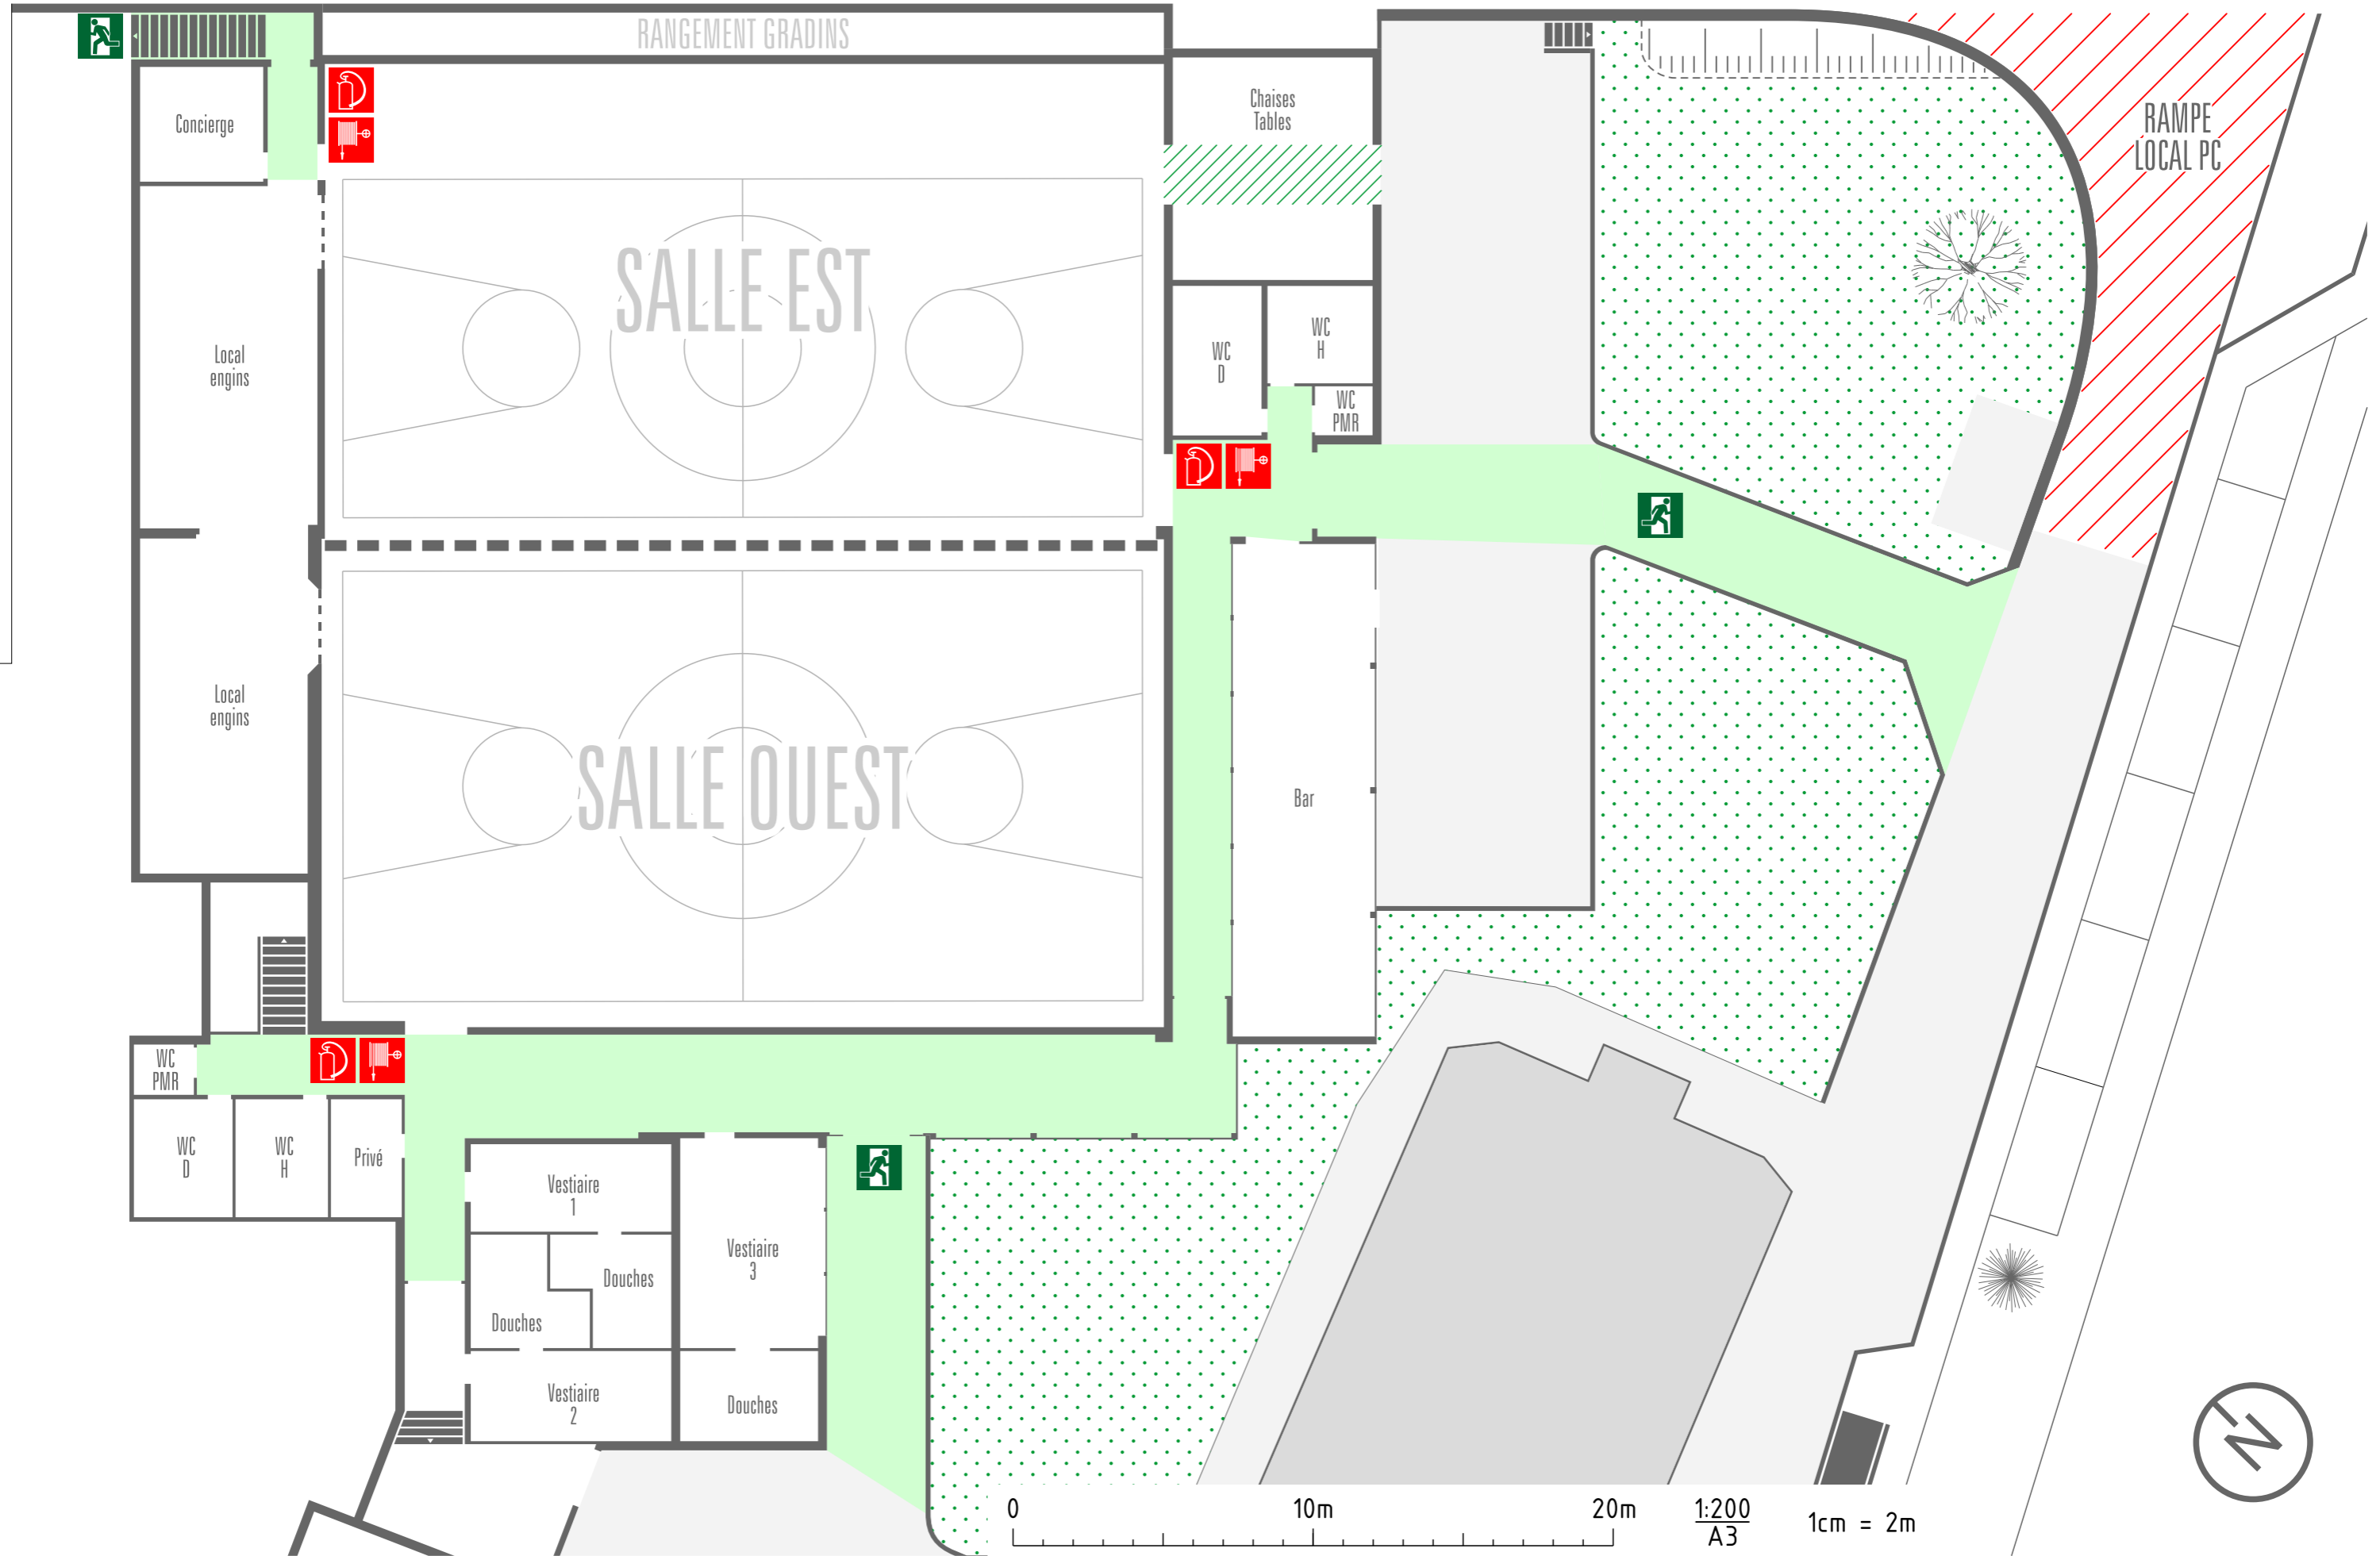 RANGEMENT GRADINS
Concierge
Chaises
Tables
RAMPE
LOCAL PC
SALLE EST
Local
engins
WC
D
WC
H
WC
PMR
Local
engins
SALLE OUEST
Bar
WC
PMR
WC
D
WC
H
Privé
Vestiaire
1
Vestiaire
3
Douches
Douches
Vestiaire
2
Douches
0 10m 20m
1:200
A3
1cm = 2m
N